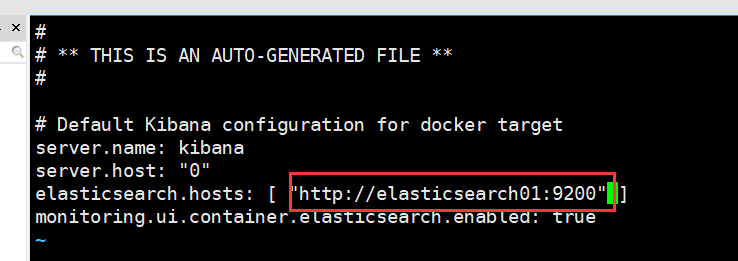 #
# ** THIS IS AN AUTO-GENERATED FILE **
#
# Default Kibana configuration for docker target
server.name: kibana
server.host: "0"
elasticsearch.hosts: [ "http://elasticsearch01:9200" ]
monitoring.ui.container.elasticsearch.enabled: true
~